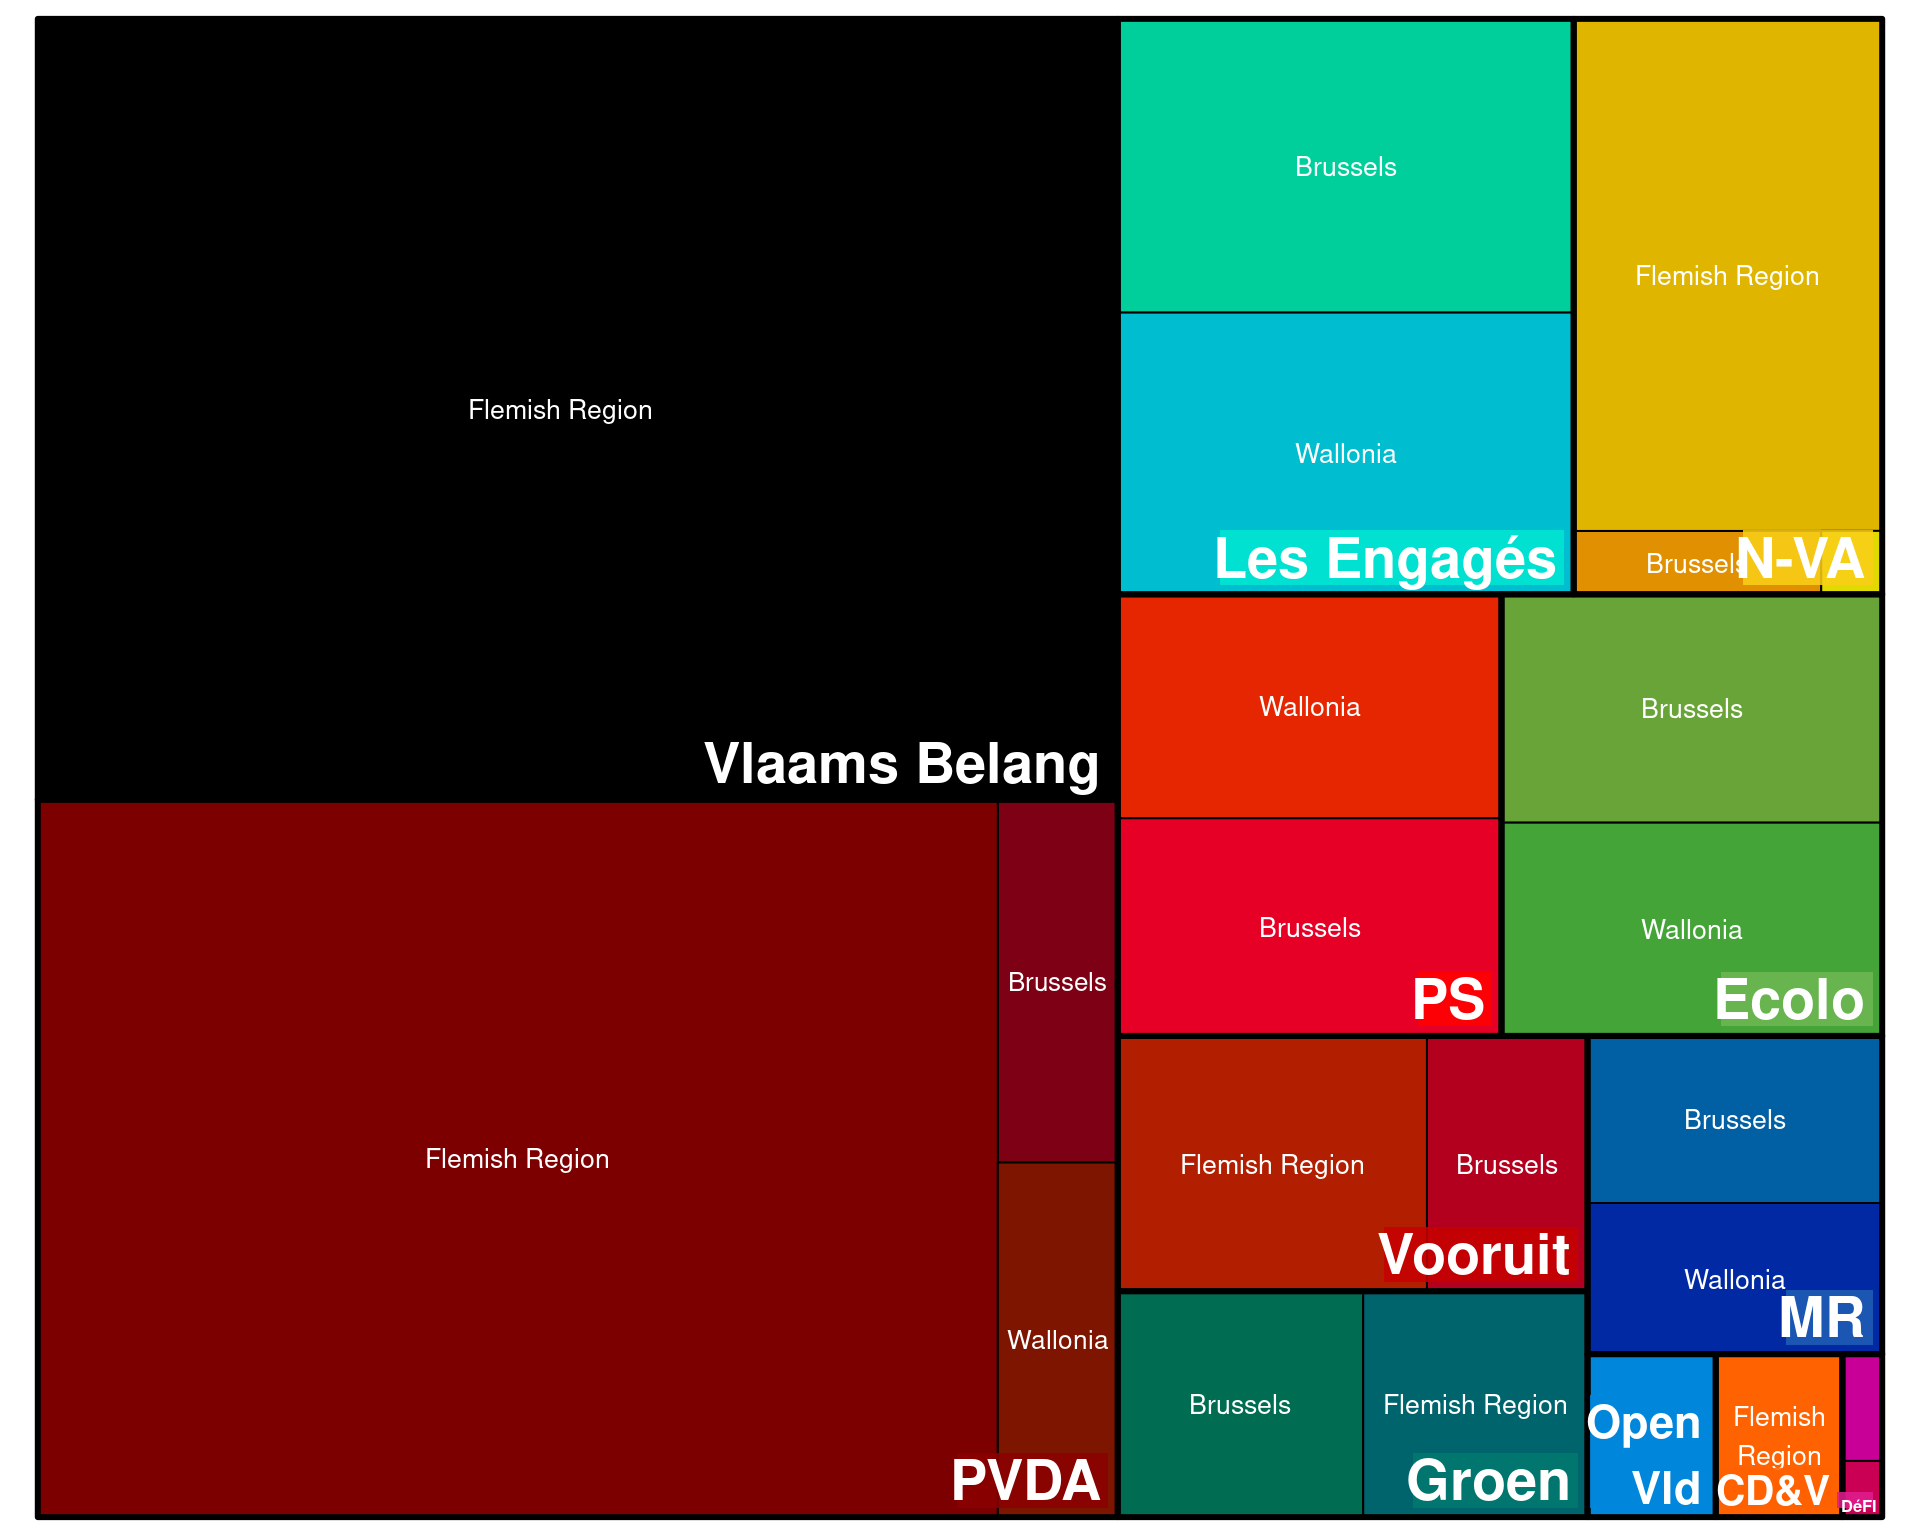 Flemish Region
Vlaams Belang
Flemish Region
Brussels
Wallonia
PVDA
Brussels
Wallonia
Les Engagés
Flemish Region
Brussels
N-VA
Wallonia
Brussels
PS
Brussels
Wallonia
Ecolo
Flemish Region
Brussels
Vooruit
Brussels
Flemish Region
Groen
Brussels
Wallonia
MR
Open
Vld
Flemish
Region
CD&V
DéFI